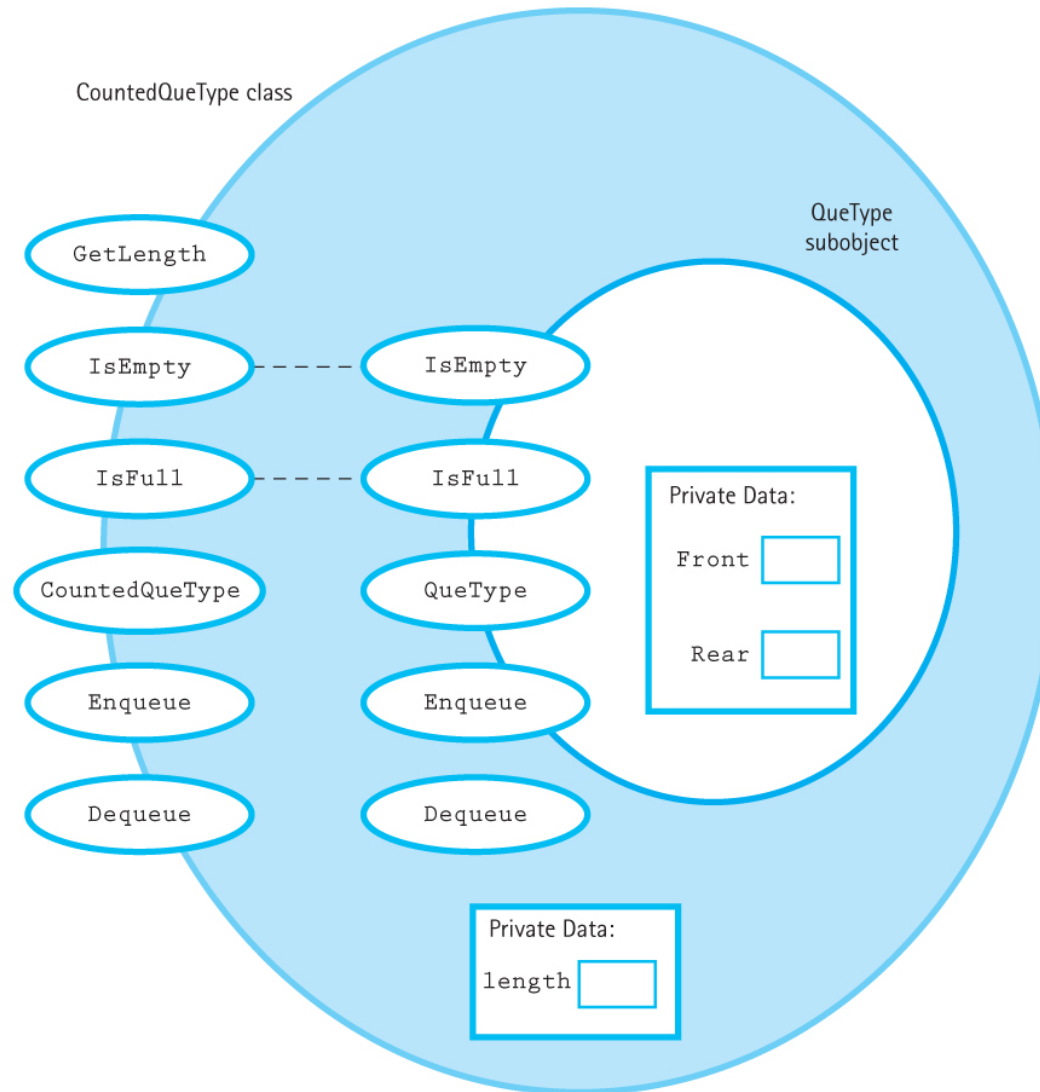 CountedQueType class
QueType
subobject
GetLength
IsEmpty
IsEmpty
IsFull
IsFull
Private Data:
Front
CountedQueType
QueType
Rear
Enqueue
Enqueue
Dequeue
Dequeue
Private Data:
length